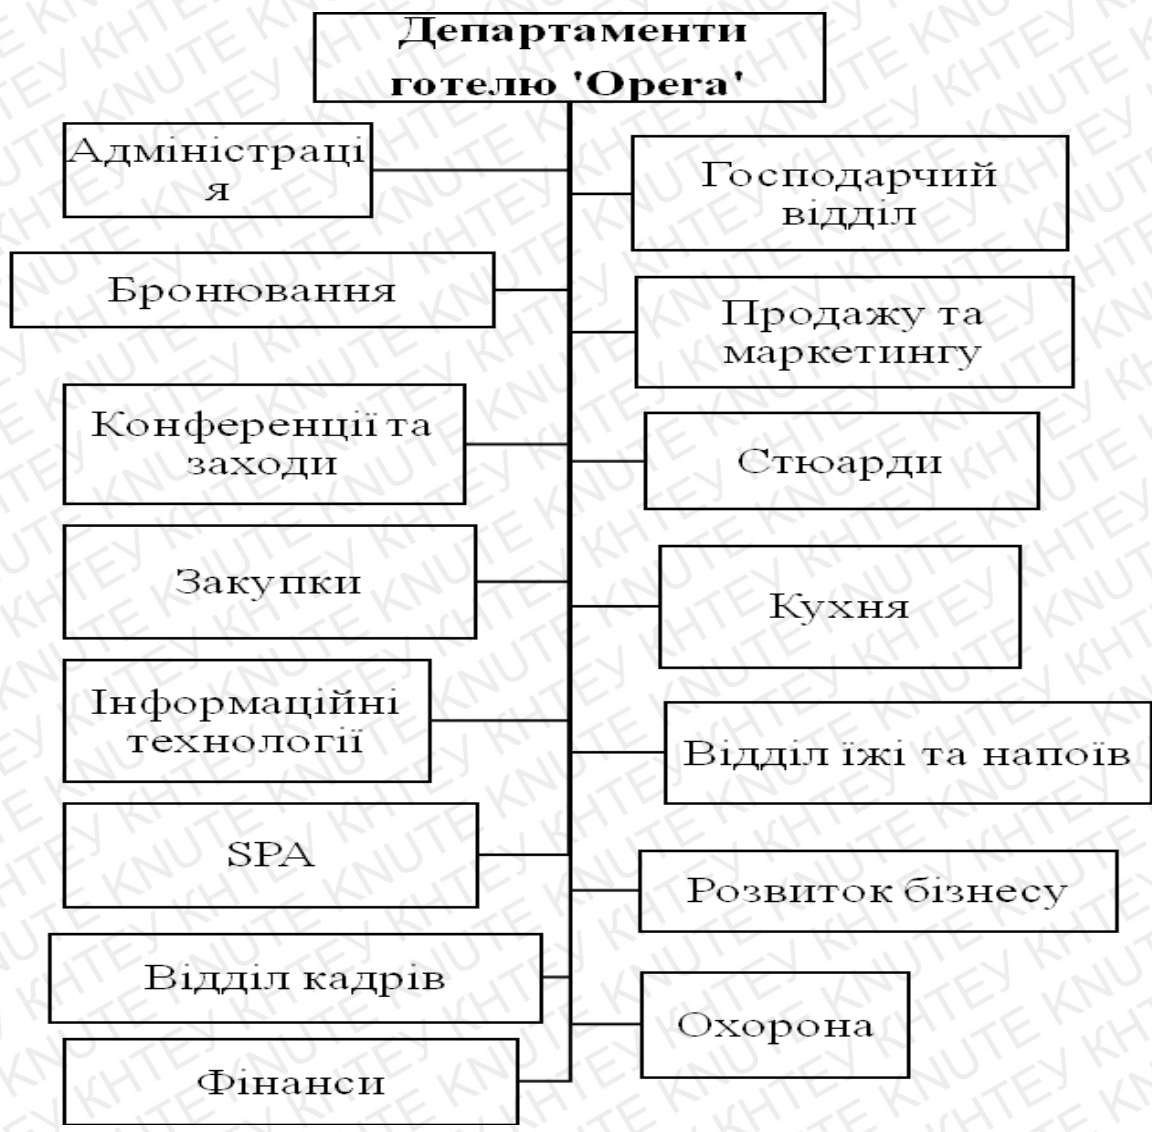 Департаменти
готелю 'Opera'
Адміністраці
я
Господарчий
відділ
Бронювання
Продажу та
маркетингу
Конференції та
заходи
Стюарди
Закупки
Кухня
Інформаційні
технології
Відділ їжі та напоїв
SPA
Розвиток бізнесу
Відділ кадрів
Охорона
Фінанси